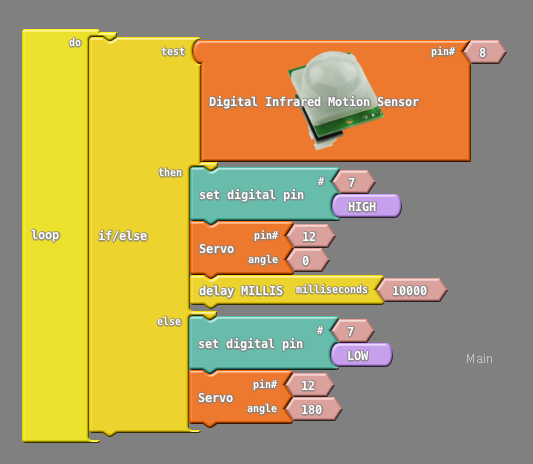 do
test
pin# 8
Digital Infrared Motion Sensor
then
# 7
set digital pin
HIGH
loop
if/else
Servo
pin# 12
angle 0
delay MILLIS milliseconds 10000
else
# 7
set digital pin
LOW
Main
Servo
pin# 12
angle 180